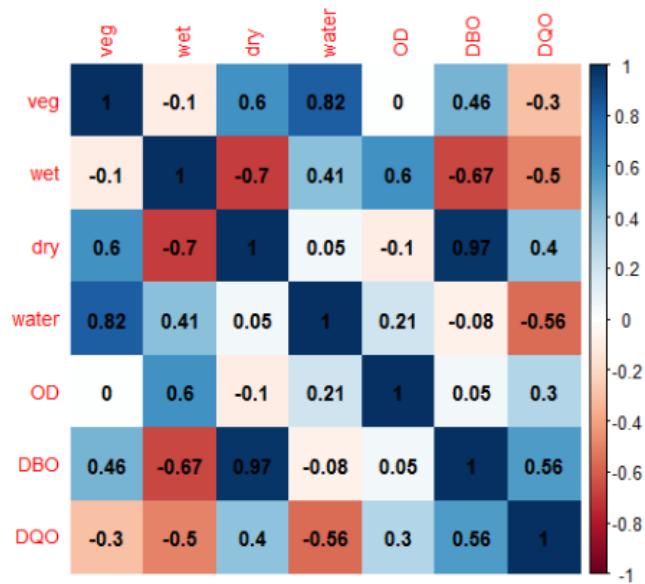 veg wet dry water OD DBO DQO
veg 1 -0.1 0.6 0.82 0 0.46 -0.3
wet -0.1 1 -0.7 0.41 0.6 -0.67 -0.5
dry 0.6 -0.7 1 0.05 -0.1 0.97 0.4
water 0.82 0.41 0.05 1 0.21 -0.08 -0.56
OD 0 0.6 -0.1 0.21 1 0.05 0.3
DBO 0.46 -0.67 0.97 -0.08 0.05 1 0.56
DQO -0.3 -0.5 0.4 -0.56 0.3 0.56 1
1
0.8
0.6
0.4
0.2
0
-0.2
-0.4
-0.6
-0.8
-1